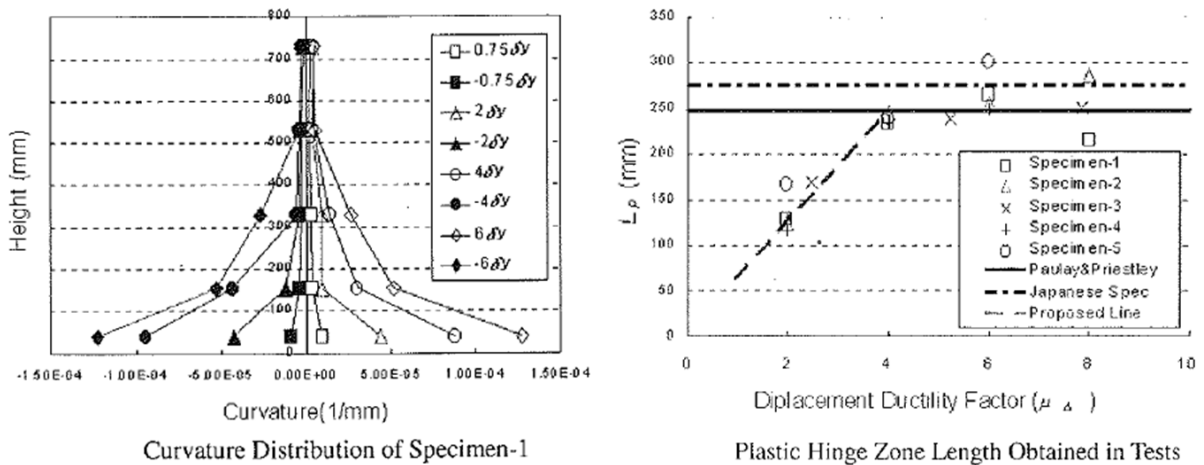 800
700
600
500
400
300
200
100
0
Height (mm)
0.75δy
-0.75δy
2δy
-2δy
4δy
-4δy
6δy
-6δy
-1.50E-04 -1.00E-04 -5.00E-05 0.00E+00 5.00E-05 1.00E-04 1.50E-04
Curvature(1/mm)
Curvature Distribution of Specimen-1
350
300
250
200
150
100
50
0
Lp (mm)
Specimen-1
Specimen-2
Specimen-3
Specimen-4
Specimen-5
Paulay&Priestley
Japanese Spec
Proposed Line
0 2 4 6 8 10
Diplacement Ductility Factor (μ Δ )
Plastic Hinge Zone Length Obtained in Tests